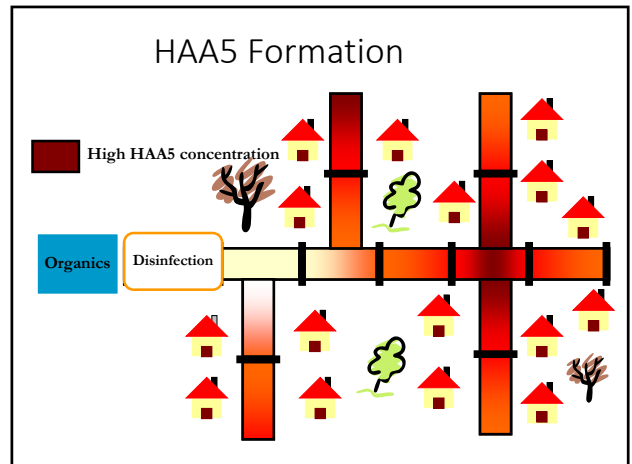 HAA5 Formation
High HAA5 concentration
Organics
Disinfection